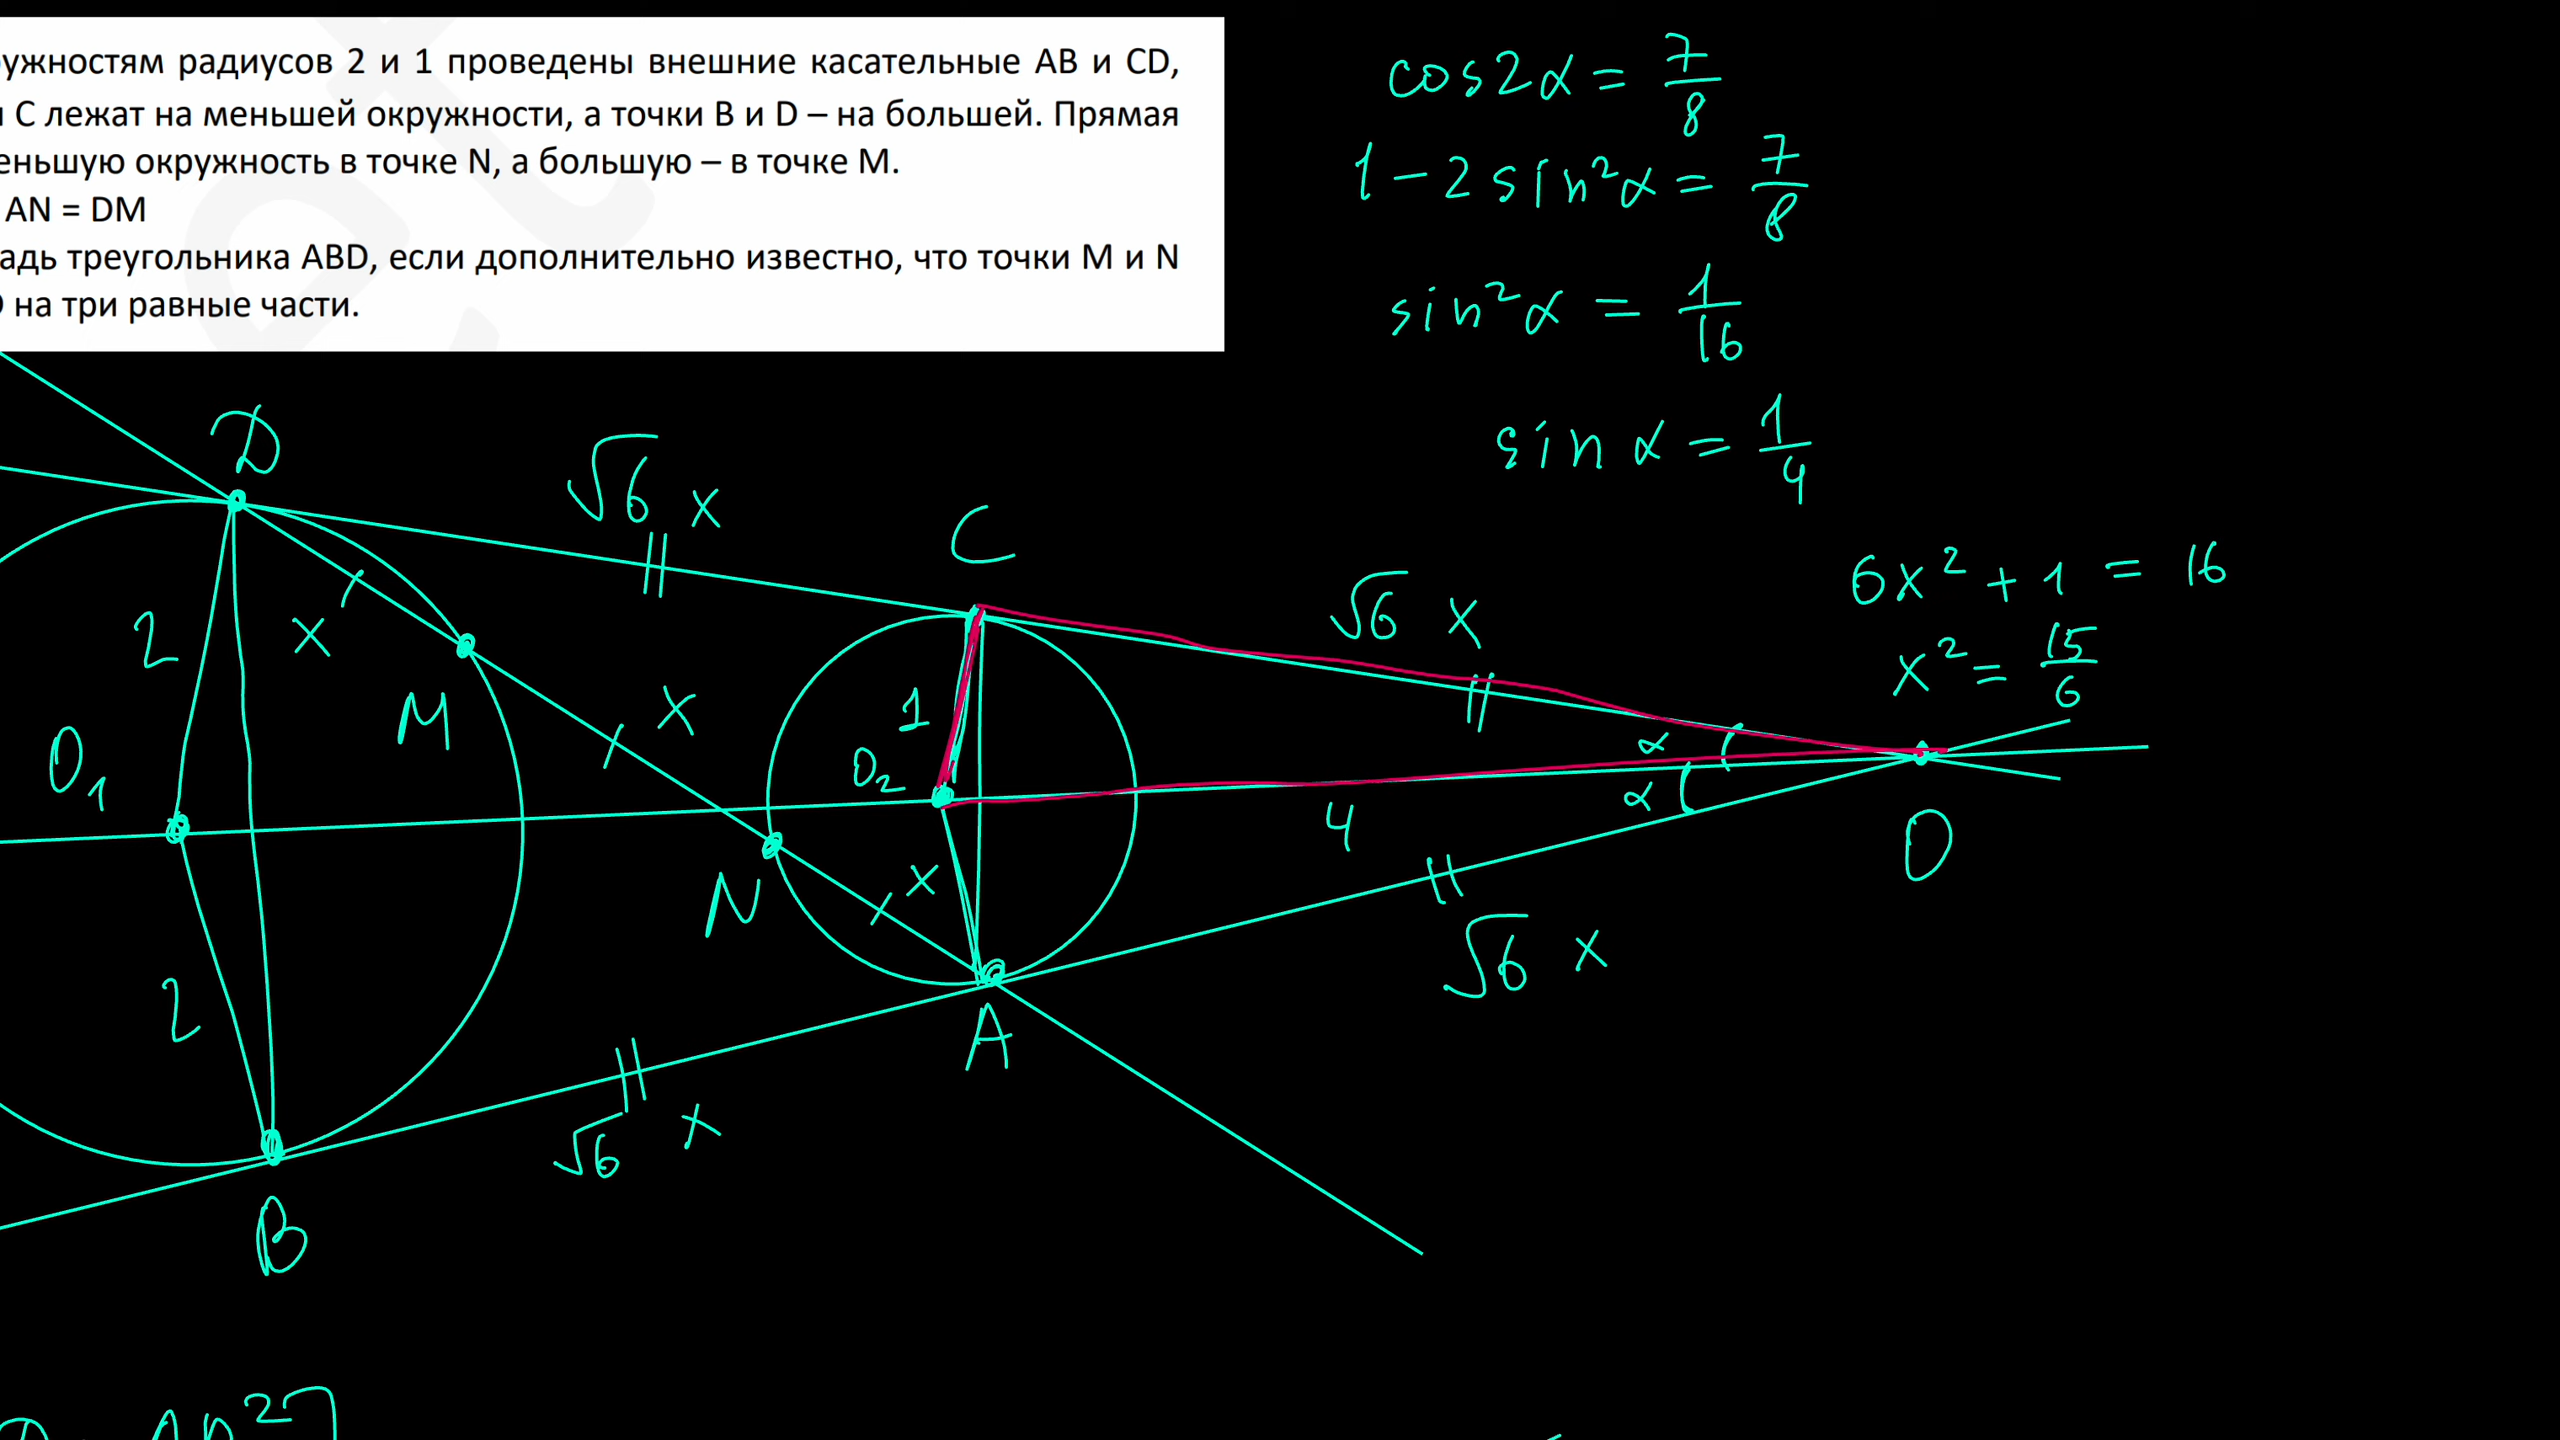 ружностям радиусов 2 и 1 проведены внешние касательные AB и CD,
С лежат на меньшей окружности, а точки B и D – на большей. Прямая
еньшую окружность в точке N, а большую – в точке M.
AN = DM
адь треугольника ABD, если дополнительно известно, что точки M и N
на три равные части.
cos2α = 7/8
1 - 2 sin²α = 7/8
sin²α = 1/16
sin α = 1/4
6x² + 1 = 16
x² = 15/6
D
√6 x
C
√6 x
2
x
M
x
1
O₁
O₂
α
α
4
O
N
x
√6 x
2
A
√6 x
B